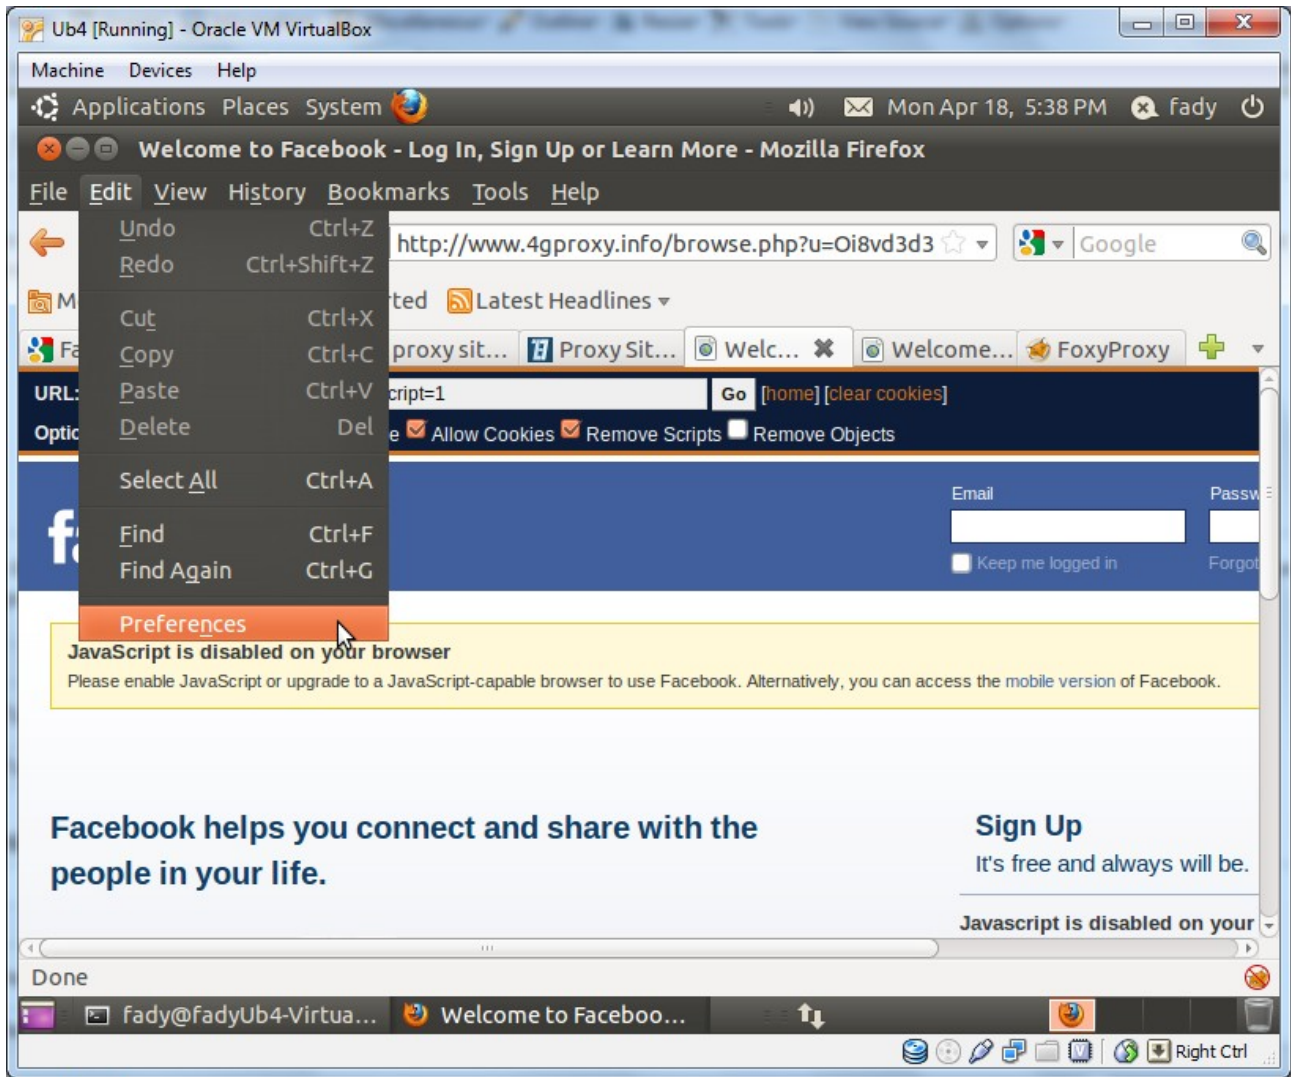 Ub4 [Running] - Oracle VM VirtualBox
Machine Devices Help
Applications Places System Mon Apr 18, 5:38 PM fady
Welcome to Facebook - Log In, Sign Up or Learn More - Mozilla Firefox
File Edit View History Bookmarks Tools Help
Undo Ctrl+Z
http://www.4gproxy.info/browse.php?u=Oi8vd3d3 Google
Redo Ctrl+Shift+Z
M ted Latest Headlines
Cut Ctrl+X
Fa proxy sit... Proxy Sit... Welc... Welcome... FoxyProxy
Copy Ctrl+C
URL: cript=1 Go [home] [clear cookies]
Paste Ctrl+V
Optio e Allow Cookies Remove Scripts Remove Objects
Delete Del
Select All Ctrl+A
Email Passw
Find Ctrl+F
fa
Keep me logged in Forgot
Find Again Ctrl+G
Preferences
JavaScript is disabled on your browser
Please enable JavaScript or upgrade to a JavaScript-capable browser to use Facebook. Alternatively, you can access the mobile version of Facebook.
Facebook helps you connect and share with the
people in your life.
Sign Up
It's free and always will be.
Javascript is disabled on your
Done
fady@fadyUb4-Virtua... Welcome to Faceboo...
Right Ctrl